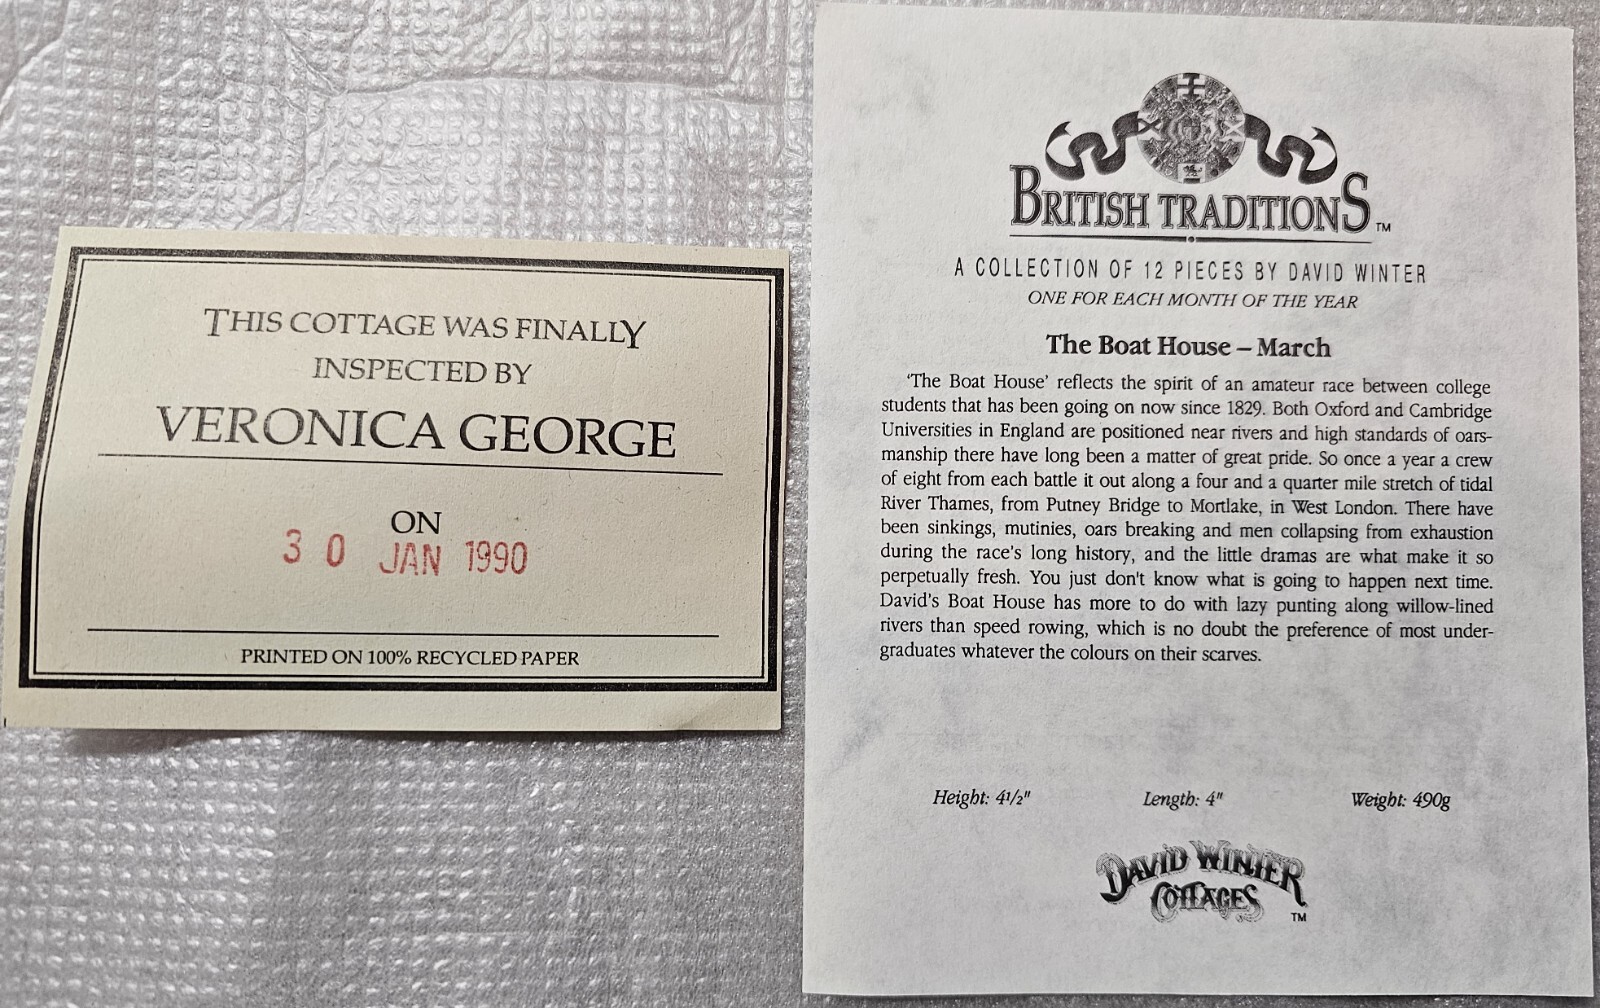 THIS COTTAGE WAS FINALLY
INSPECTED BY
VERONICA GEORGE
ON
30 JAN 1990
PRINTED ON 100% RECYCLED PAPER
BRITISH TRADITIONS™
A COLLECTION OF 12 PIECES BY DAVID WINTER
ONE FOR EACH MONTH OF THE YEAR
The Boat House – March
'The Boat House' reflects the spirit of an amateur race between college
students that has been going on now since 1829. Both Oxford and Cambridge
Universities in England are positioned near rivers and high standards of oars-
manship there have long been a matter of great pride. So once a year a crew
of eight from each battle it out along a four and a quarter mile stretch of tidal
River Thames, from Putney Bridge to Mortlake, in West London. There have
been sinkings, mutinies, oars breaking and men collapsing from exhaustion
during the race's long history, and the little dramas are what make it so
perpetually fresh. You just don't know what is going to happen next time.
David's Boat House has more to do with lazy punting along willow-lined
rivers than speed rowing, which is no doubt the preference of most under-
graduates whatever the colours on their scarves.
Height: 4½" Length: 4" Weight: 490g
DAVID WINTER
COTTAGES™